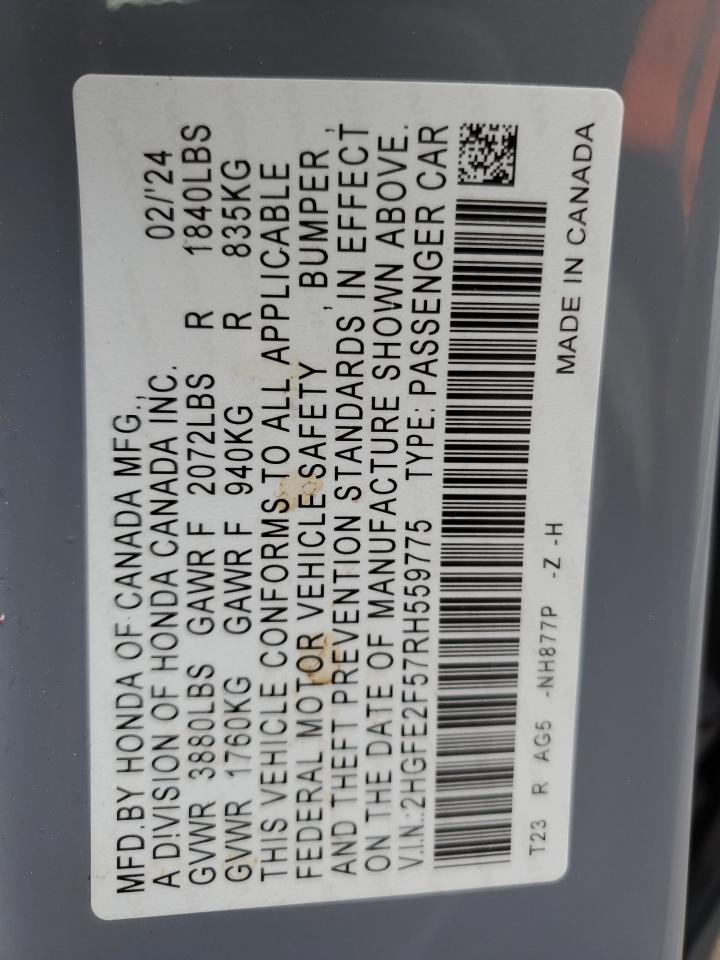 MFD.BY HONDA OF CANADA MFG.,
A DIVISION OF HONDA CANADA INC. 02/'24
GVWR 3880LBS GAWR F 2072LBS R 1840LBS
GVWR 1760KG GAWR F 940KG R 835KG
THIS VEHICLE CONFORMS TO ALL APPLICABLE
FEDERAL MOTOR VEHICLE SAFETY , BUMPER ,
AND THEFT PREVENTION STANDARDS IN EFFECT
ON THE DATE OF MANUFACTURE SHOWN ABOVE.
V.I.N.:2HGFE2F57RH559775 TYPE: PASSENGER CAR
T23 R AG5 -NH877P -Z -H
MADE IN CANADA